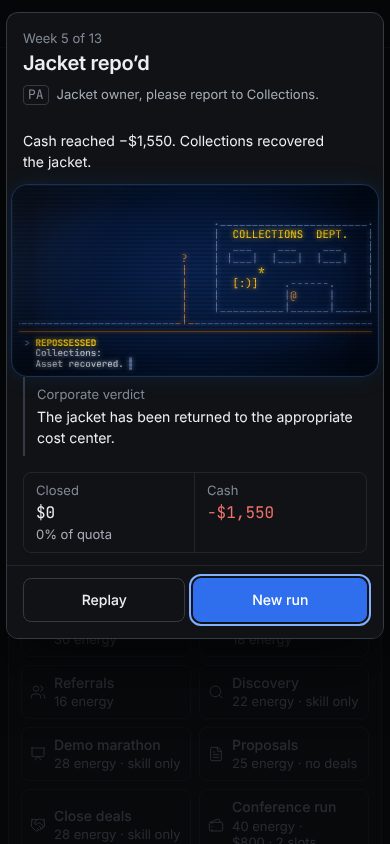 Week 5 of 13
Jacket repo’d
PA Jacket owner, please report to Collections.
Cash reached −$1,550. Collections recovered
the jacket.
COLLECTIONS DEPT.
?
*
[:)]
@
> REPOSSESSED
Collections:
Asset recovered.
Corporate verdict
The jacket has been returned to the appropriate
cost center.
Closed
$0
0% of quota
Cash
-$1,550
Replay
New run
Referrals
16 energy
Discovery
22 energy · skill only
Demo marathon
28 energy · skill only
Proposals
25 energy · no deals
Close deals
28 energy · skill only
Conference run
40 energy ·
$800 · 2 slots